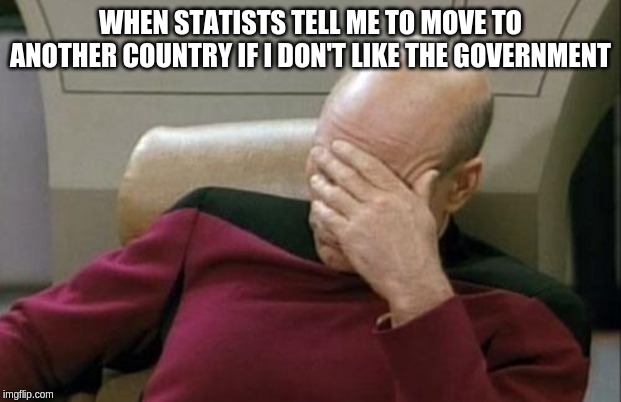 WHEN STATISTS TELL ME TO MOVE TO
ANOTHER COUNTRY IF I DON'T LIKE THE GOVERNMENT
imgflip.com